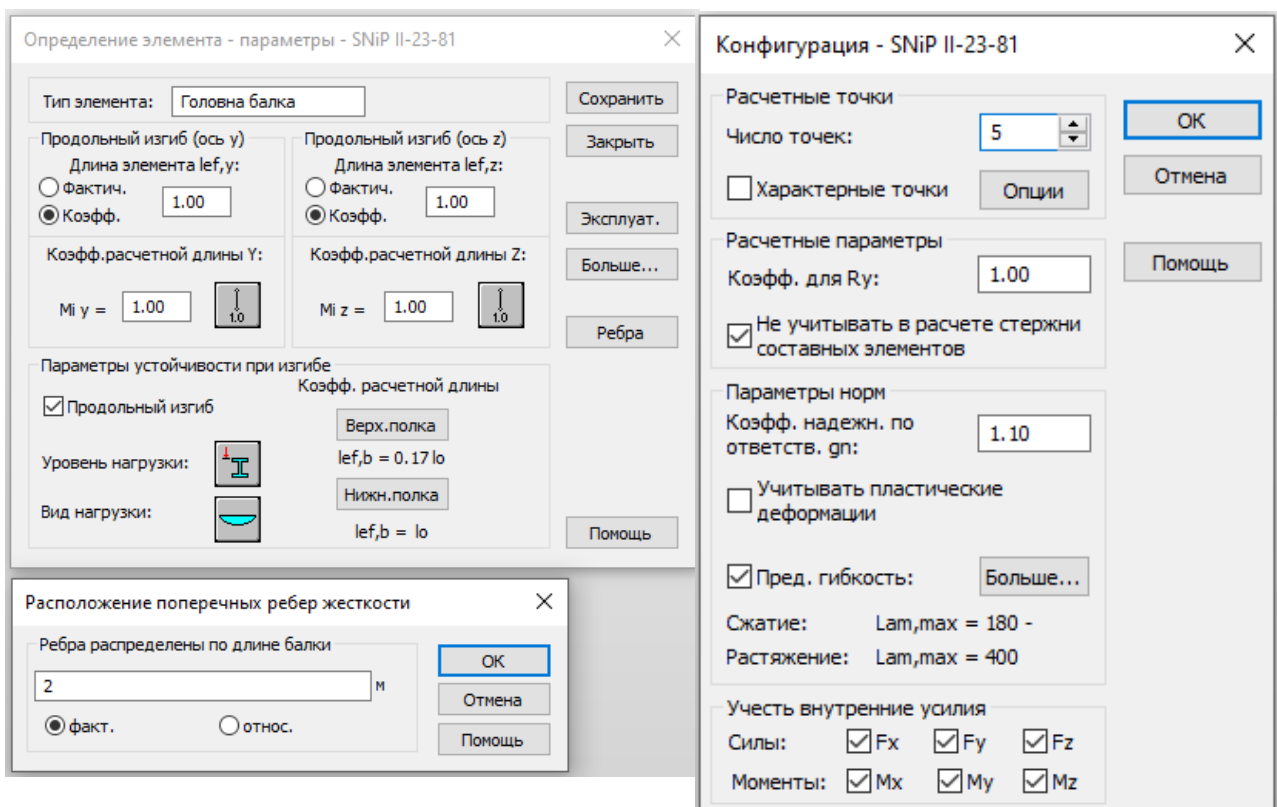 Определение элемента - параметры - SNiP II-23-81
Тип элемента: Головна балка
Сохранить
Закрыть
Продольный изгиб (ось y)
Продольный изгиб (ось z)
Длина элемента lef,y:
Длина элемента lef,z:
Фактич.
Коэфф.
1.00
Фактич.
Коэфф.
1.00
Эксплуат.
Больше...
Коэфф.расчетной длины Y:
Коэфф.расчетной длины Z:
Mi y = 1.00
1.0
Mi z = 1.00
1.0
Ребра
Параметры устойчивости при изгибе
Коэфф. расчетной длины
Продольный изгиб
Верх.полка
Уровень нагрузки:
lef,b = 0.17 lo
Нижн.полка
Вид нагрузки:
lef,b = lo
Помощь
Расположение поперечных ребер жесткости
Ребра распределены по длине балки
2 м
факт.
относ.
OK
Отмена
Помощь
Конфигурация - SNiP II-23-81
Расчетные точки
Число точек: 5
Характерные точки
Опции
OK
Отмена
Помощь
Расчетные параметры
Коэфф. для Ry: 1.00
Не учитывать в расчете стержни
составных элементов
Параметры норм
Коэфф. надежн. по
ответств. gn: 1.10
Учитывать пластические
деформации
Пред. гибкость: Больше...
Сжатие: Lam,max = 180 -
Растяжение: Lam,max = 400
Учесть внутренние усилия
Силы: Fx Fy Fz
Моменты: Mx My Mz